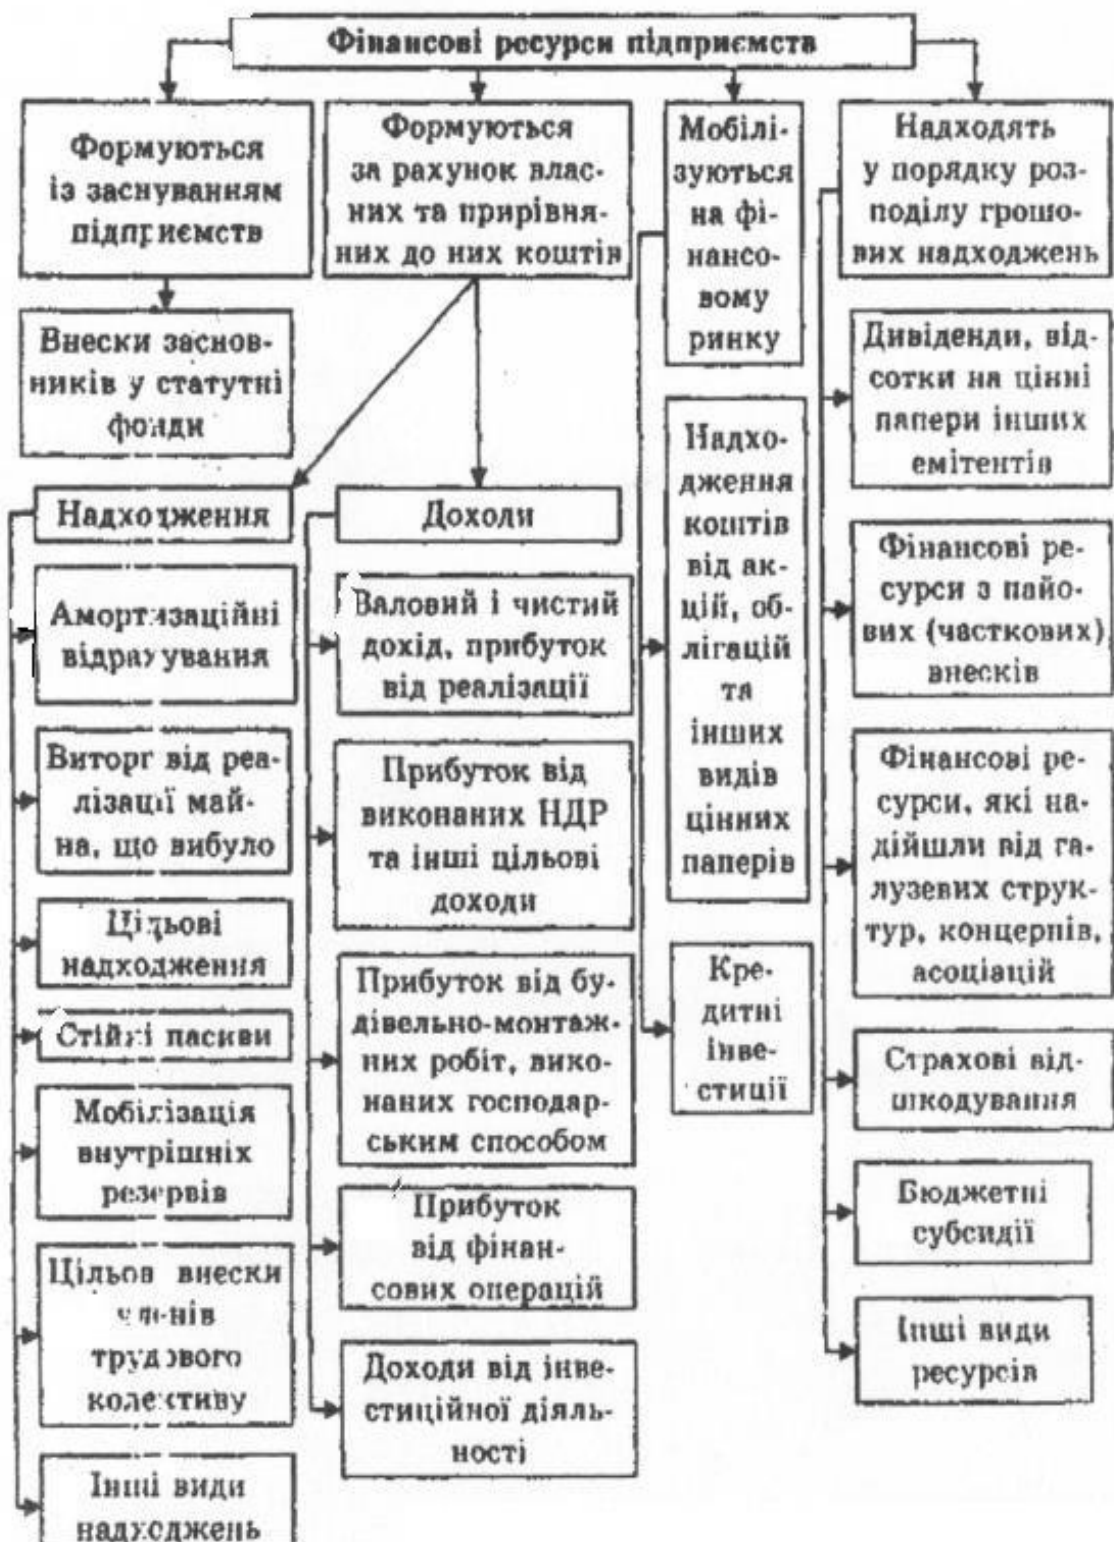 Фінансові ресурси підприємств
Формуються
із заснуванням
підприємств
Формуються
за рахунок влас-
них та прирівня-
них до них коштів
Мобілі-
зуються
на фі-
нансо-
вому
ринку
Надходять
у порядку роз-
поділу грошо-
вих надходжень
Внески заснов-
ників у статутні
фонди
Надходження
Амортизаційні
відрахування
Виторг від реа-
лізації май-
на, що вибуло
Цільові
надходження
Стійкі пасиви
Мобілізація
внутрішніх
резервів
Цільов внески
членів
трудового
колективу
Інші види
надходжень
Доходи
Валовий і чистий
дохід, прибуток
від реалізації
Прибуток від
виконаних НДР
та інші цільові
доходи
Прибуток від бу-
дівельно-монтаж-
них робіт, вико-
наних господар-
ським способом
Прибуток
від фінан-
сових операцій
Доходи від інве-
стиційної діяль-
ності
Надхо-
дження
коштів
від ак-
цій, об-
лігацій
та
інших
видів
цінних
паперів
Кре-
дитні
інве-
стиції
Дивіденди, від-
сотки на цінні
папери інших
емітентів
Фінансові ре-
сурси з пайо-
вих (часткових)
внесків
Фінансові ре-
сурси, які на-
дійшли від га-
лузевих струк-
тур, концернів,
асоціацій
Страхові від-
шкодування
Бюджетні
субсидії
Інші види
ресурсів